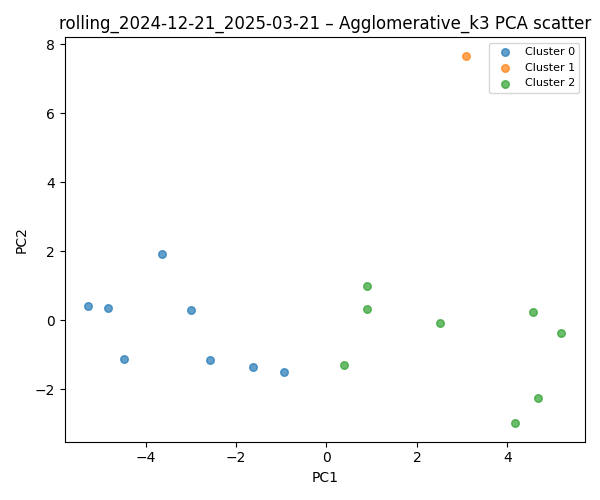 rolling_2024-12-21_2025-03-21 – Agglomerative_k3 PCA scatter
Cluster 0
Cluster 1
Cluster 2
8
6
4
2
0
−2
PC2
−4
−2
0
2
4
PC1